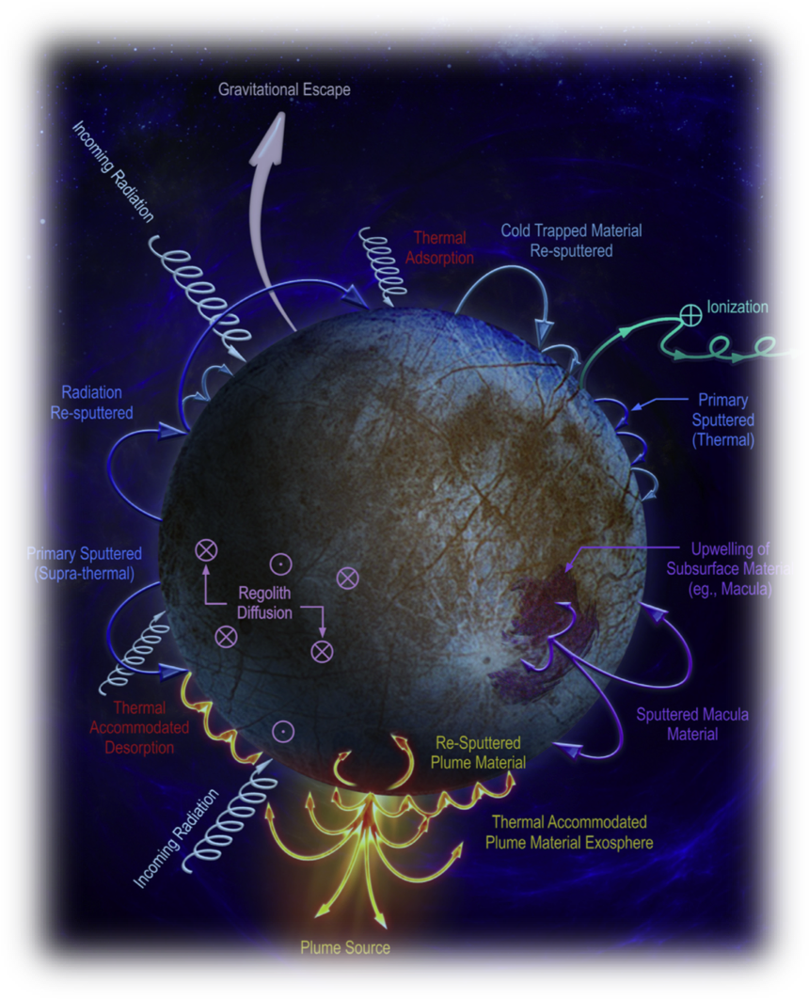 Gravitational Escape
Incoming Radiation
Thermal
Adsorption
Cold Trapped Material
Re-sputtered
Ionization
Radiation
Re-sputtered
Primary
Sputtered
(Thermal)
Primary Sputtered
(Supra-thermal)
Regolith
Diffusion
Upwelling of
Subsurface Material
(eg., Macula)
Thermal
Accommodated
Desorption
Sputtered Macula
Material
Re-Sputtered
Plume Material
Incoming Radiation
Thermal Accommodated
Plume Material Exosphere
Plume Source